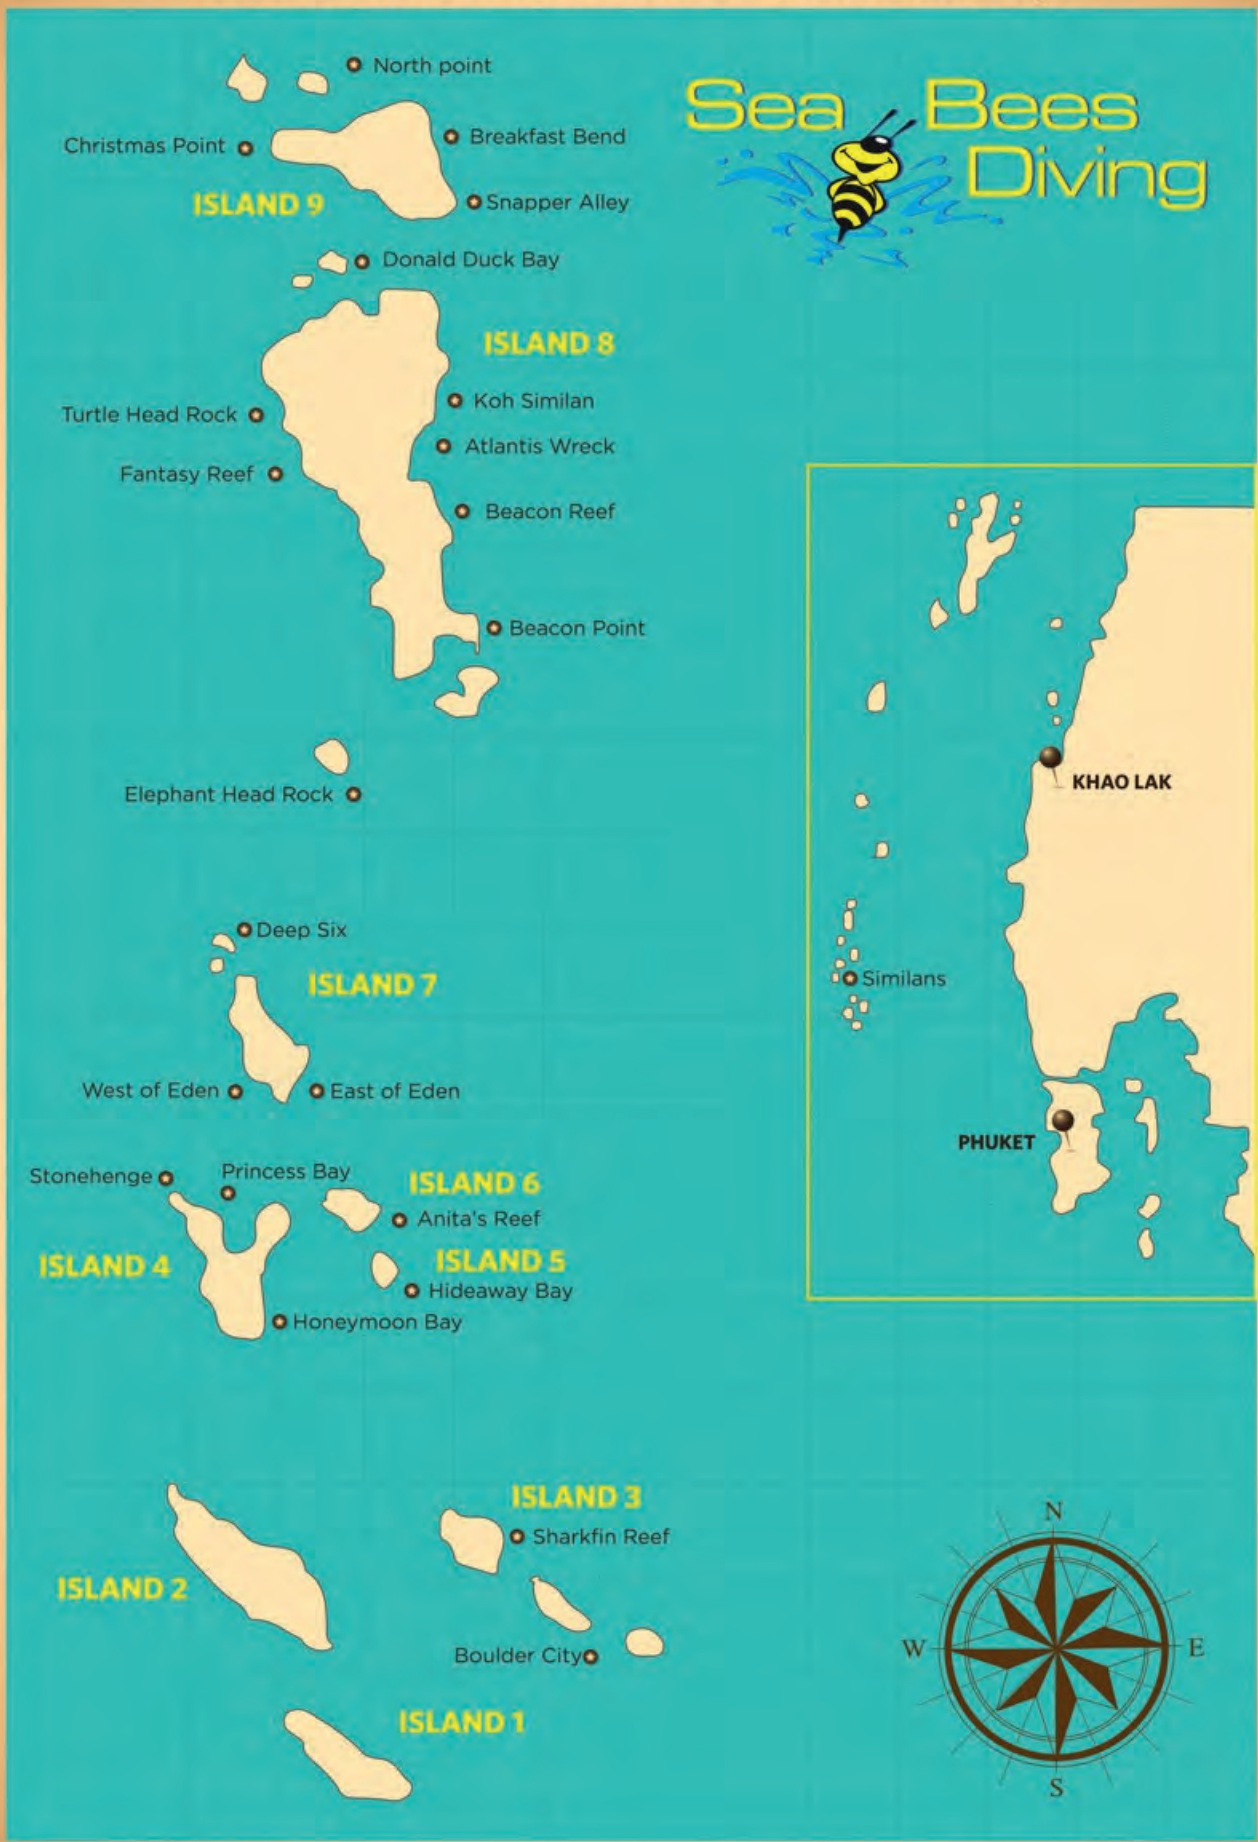 North point
Sea Bees
Diving
Christmas Point
Breakfast Bend
ISLAND 9
Snapper Alley
Donald Duck Bay
ISLAND 8
Koh Similan
Turtle Head Rock
Atlantis Wreck
Fantasy Reef
Beacon Reef
Beacon Point
KHAO LAK
Elephant Head Rock
Deep Six
ISLAND 7
Similans
West of Eden
East of Eden
PHUKET
Stonehenge
Princess Bay
ISLAND 6
Anita's Reef
ISLAND 4
ISLAND 5
Hideaway Bay
Honeymoon Bay
ISLAND 3
Sharkfin Reef
ISLAND 2
Boulder City
ISLAND 1
N
W
E
S